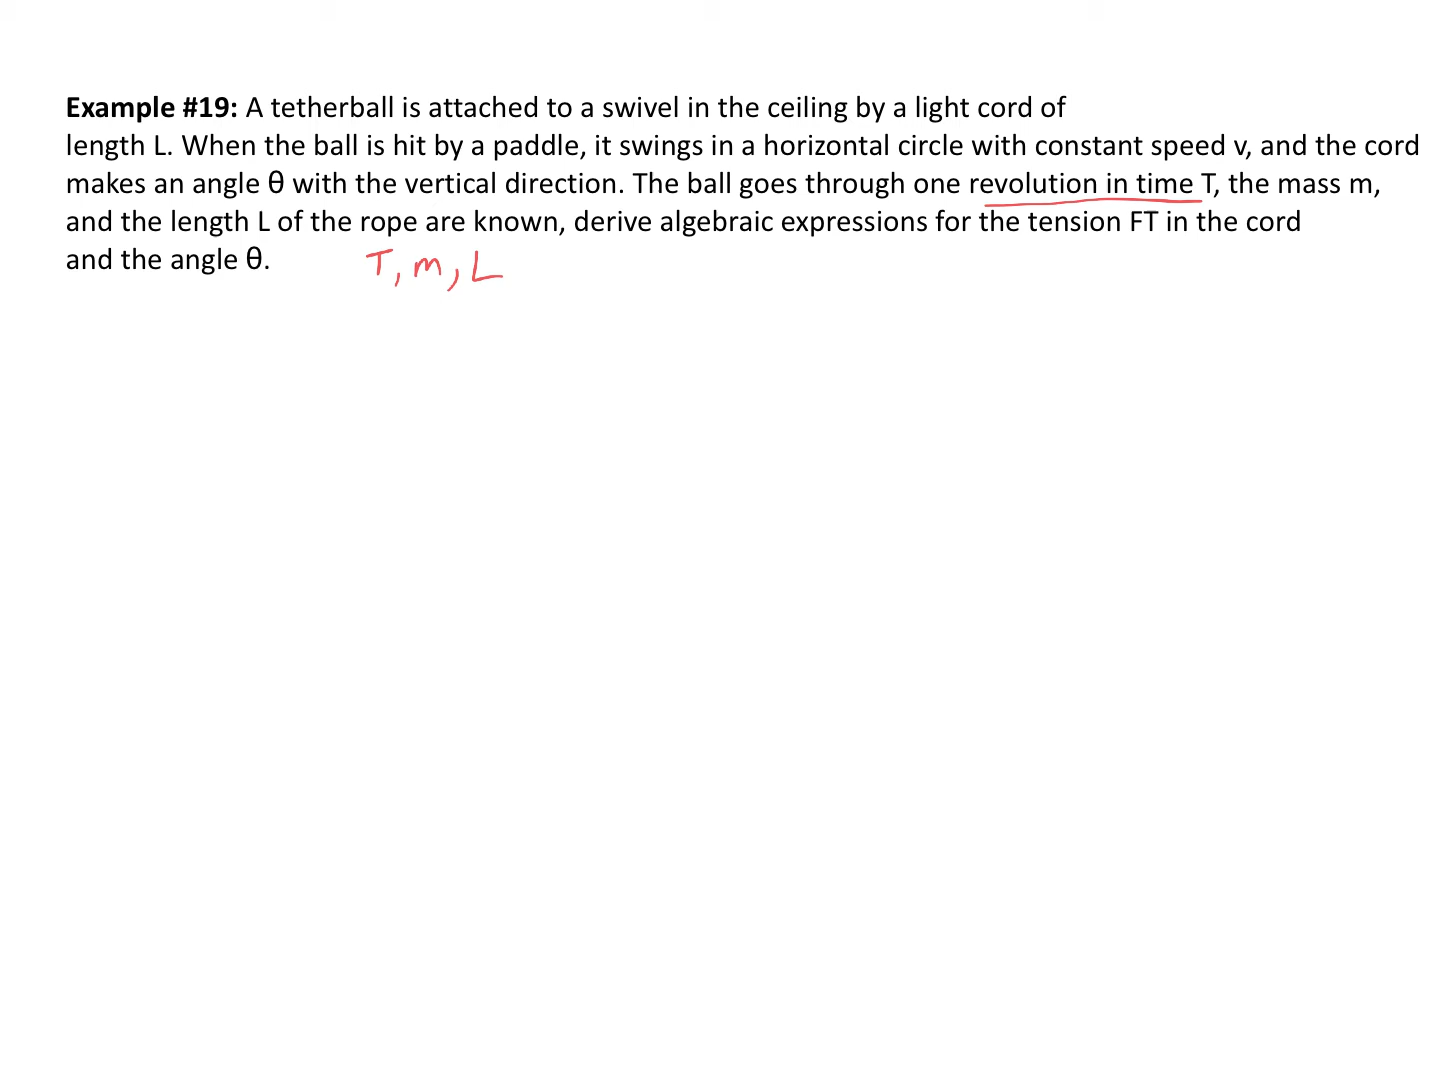 Example #19: A tetherball is attached to a swivel in the ceiling by a light cord of
length L. When the ball is hit by a paddle, it swings in a horizontal circle with constant speed v, and the cord
makes an angle θ with the vertical direction. The ball goes through one revolution in time T, the mass m,
and the length L of the rope are known, derive algebraic expressions for the tension FT in the cord
and the angle θ.
T, m, L